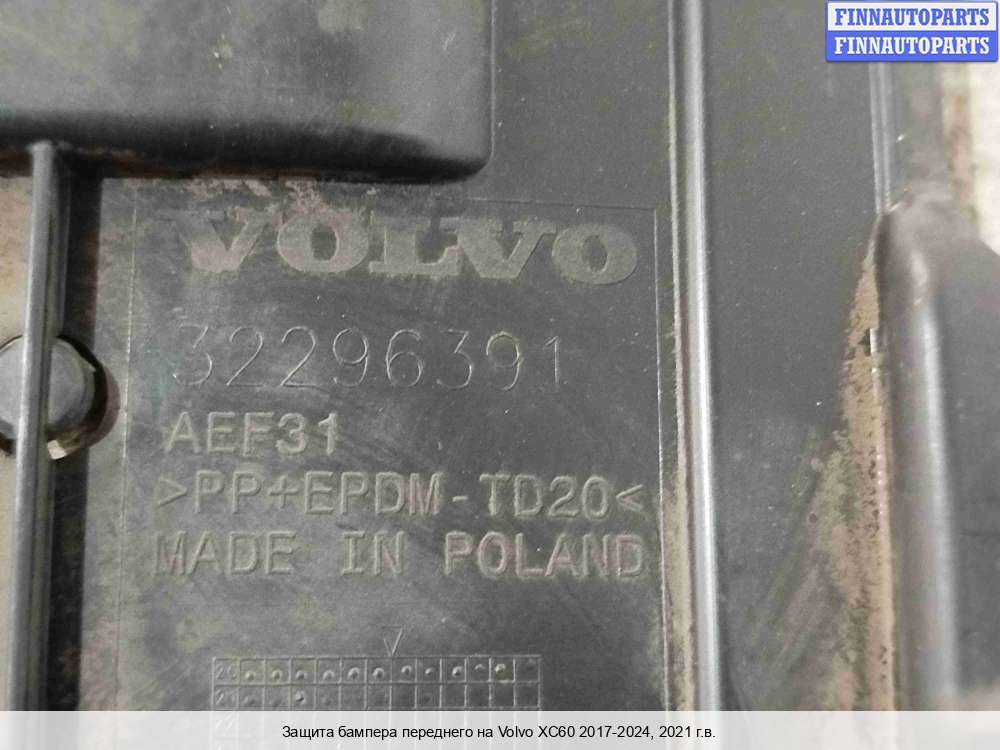 FINNAUTOPARTS
FINNAUTOPARTS
VOLVO
32296391
AEF31
>PP+EPDM-TD20<
MADE IN POLAND
20
Защита бампера переднего на Volvo XC60 2017-2024, 2021 г.в.